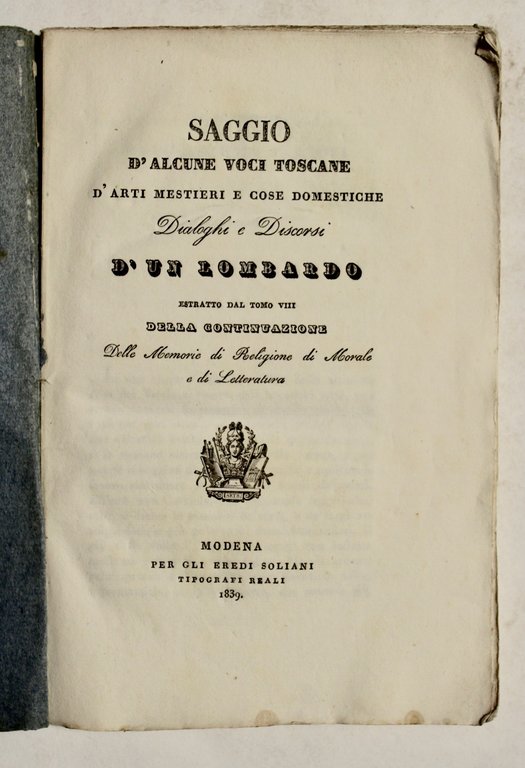 SAGGIO
D'ALCUNE VOCI TOSCANE
D'ARTI MESTIERI E COSE DOMESTICHE
Dialoghi e Discorsi
D'UN LOMBARDO
ESTRATTO DAL TOMO VIII
DELLA CONTINUAZIONE
Delle Memorie di Religione di Morale
e di Letteratura
MODENA
PER GLI EREDI SOLIANI
TIPOGRAFI REALI
1839.